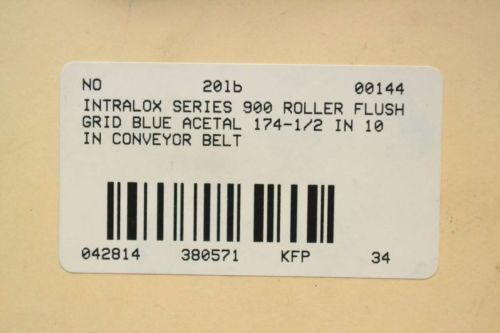 NO 20lb 00144
INTRALOX SERIES 900 ROLLER FLUSH
GRID BLUE ACETAL 174-1/2 IN 10
IN CONVEYOR BELT
042814 380571 KFP 34